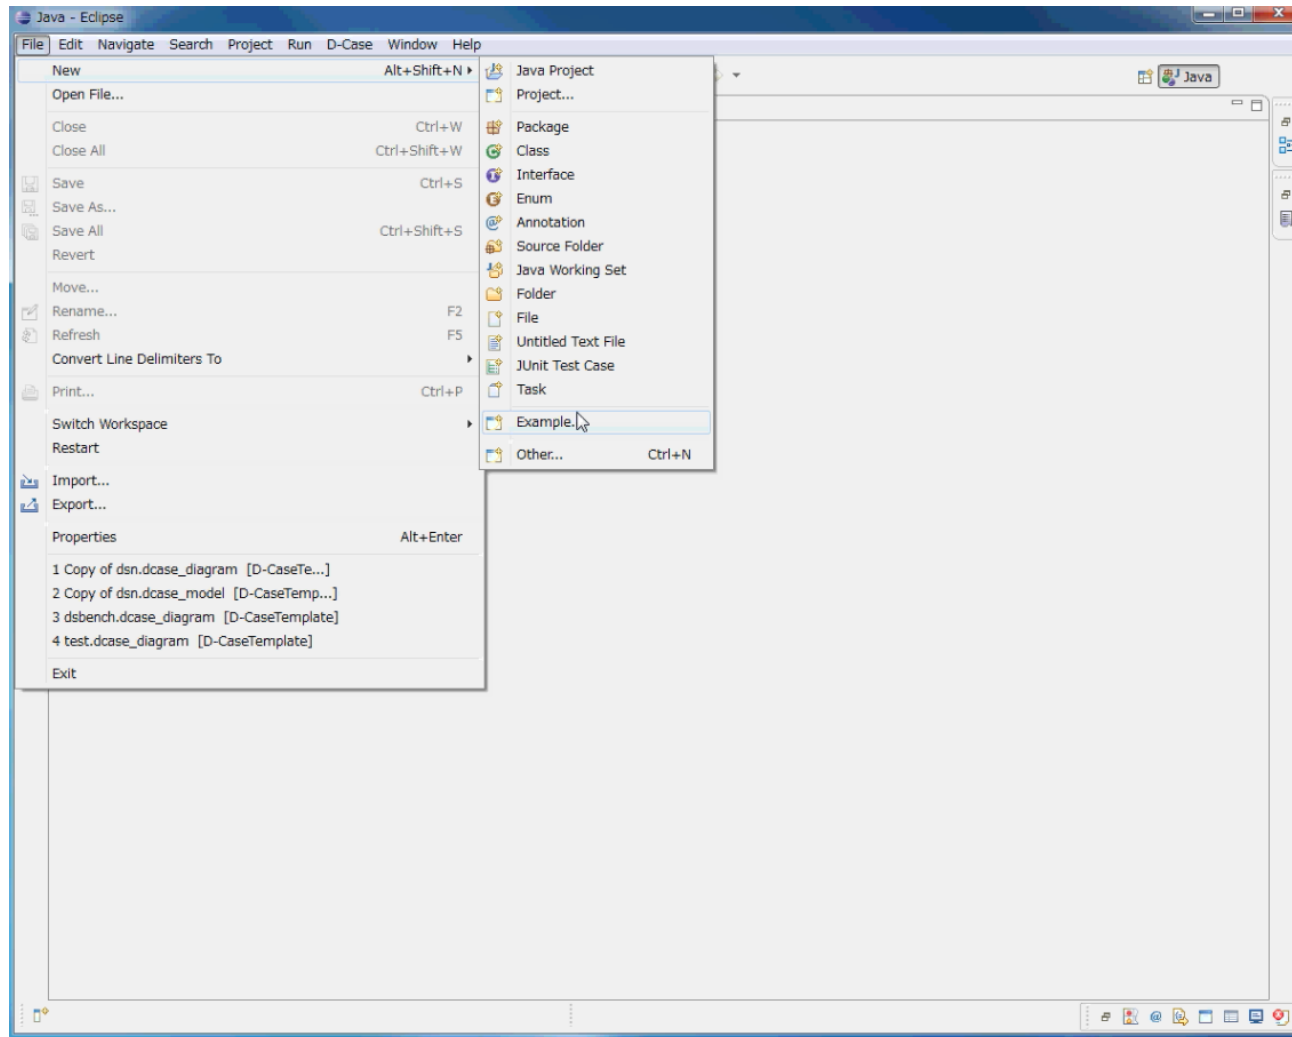 Java - Eclipse
File Edit Navigate Search Project Run D-Case Window Help
New Alt+Shift+N
Open File...
Close Ctrl+W
Close All Ctrl+Shift+W
Save Ctrl+S
Save As...
Save All Ctrl+Shift+S
Revert
Move...
Rename... F2
Refresh F5
Convert Line Delimiters To
Print... Ctrl+P
Switch Workspace
Restart
Import...
Export...
Properties Alt+Enter
1 Copy of dsn.dcase_diagram [D-CaseTe...]
2 Copy of dsn.dcase_model [D-CaseTemp...]
3 dsbench.dcase_diagram [D-CaseTemplate]
4 test.dcase_diagram [D-CaseTemplate]
Exit
Java Project
Project...
Package
Class
Interface
Enum
Annotation
Source Folder
Java Working Set
Folder
File
Untitled Text File
JUnit Test Case
Task
Example.
Other... Ctrl+N
Java